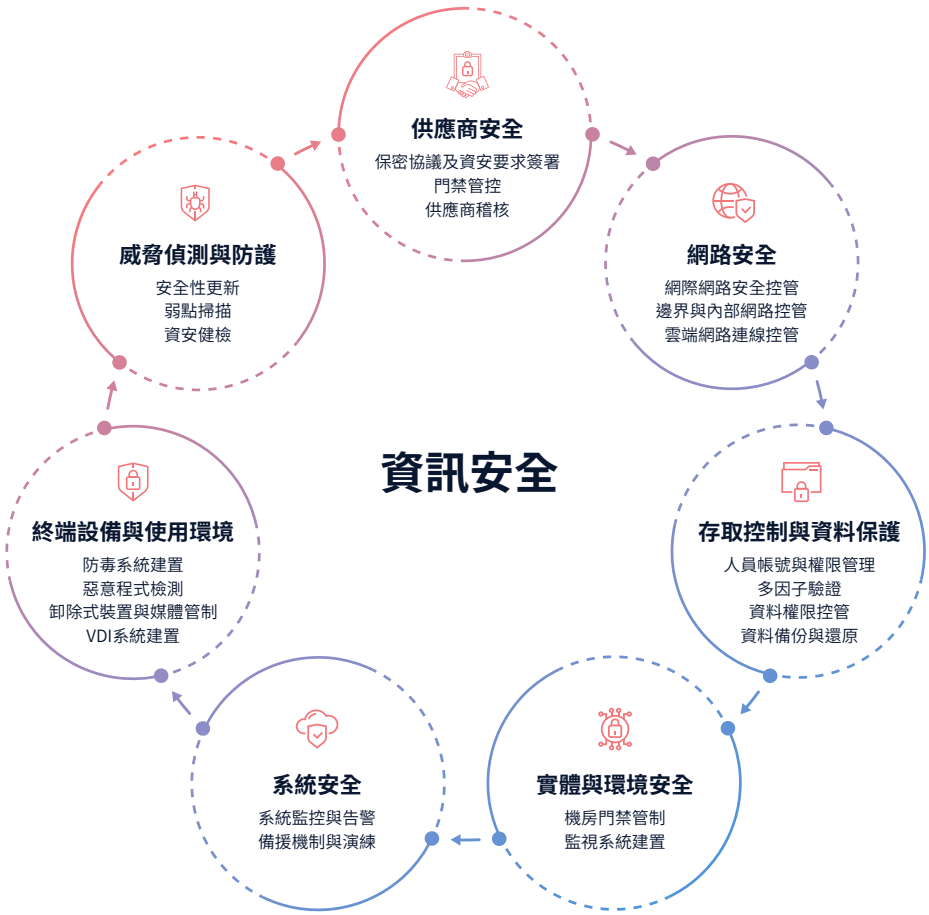 供應商安全
保密協議及資安要求簽署
門禁管控
供應商稽核
網路安全
網際網路安全控管
邊界與內部網路控管
雲端網路連線控管
存取控制與資料保護
人員帳號與權限管理
多因子驗證
資料權限控管
資料備份與還原
實體與環境安全
機房門禁管制
監視系統建置
系統安全
系統監控與告警
備援機制與演練
終端設備與使用環境
防毒系統建置
惡意程式檢測
卸除式裝置與媒體管制
VDI系統建置
威脅偵測與防護
安全性更新
弱點掃描
資安健檢
資訊安全